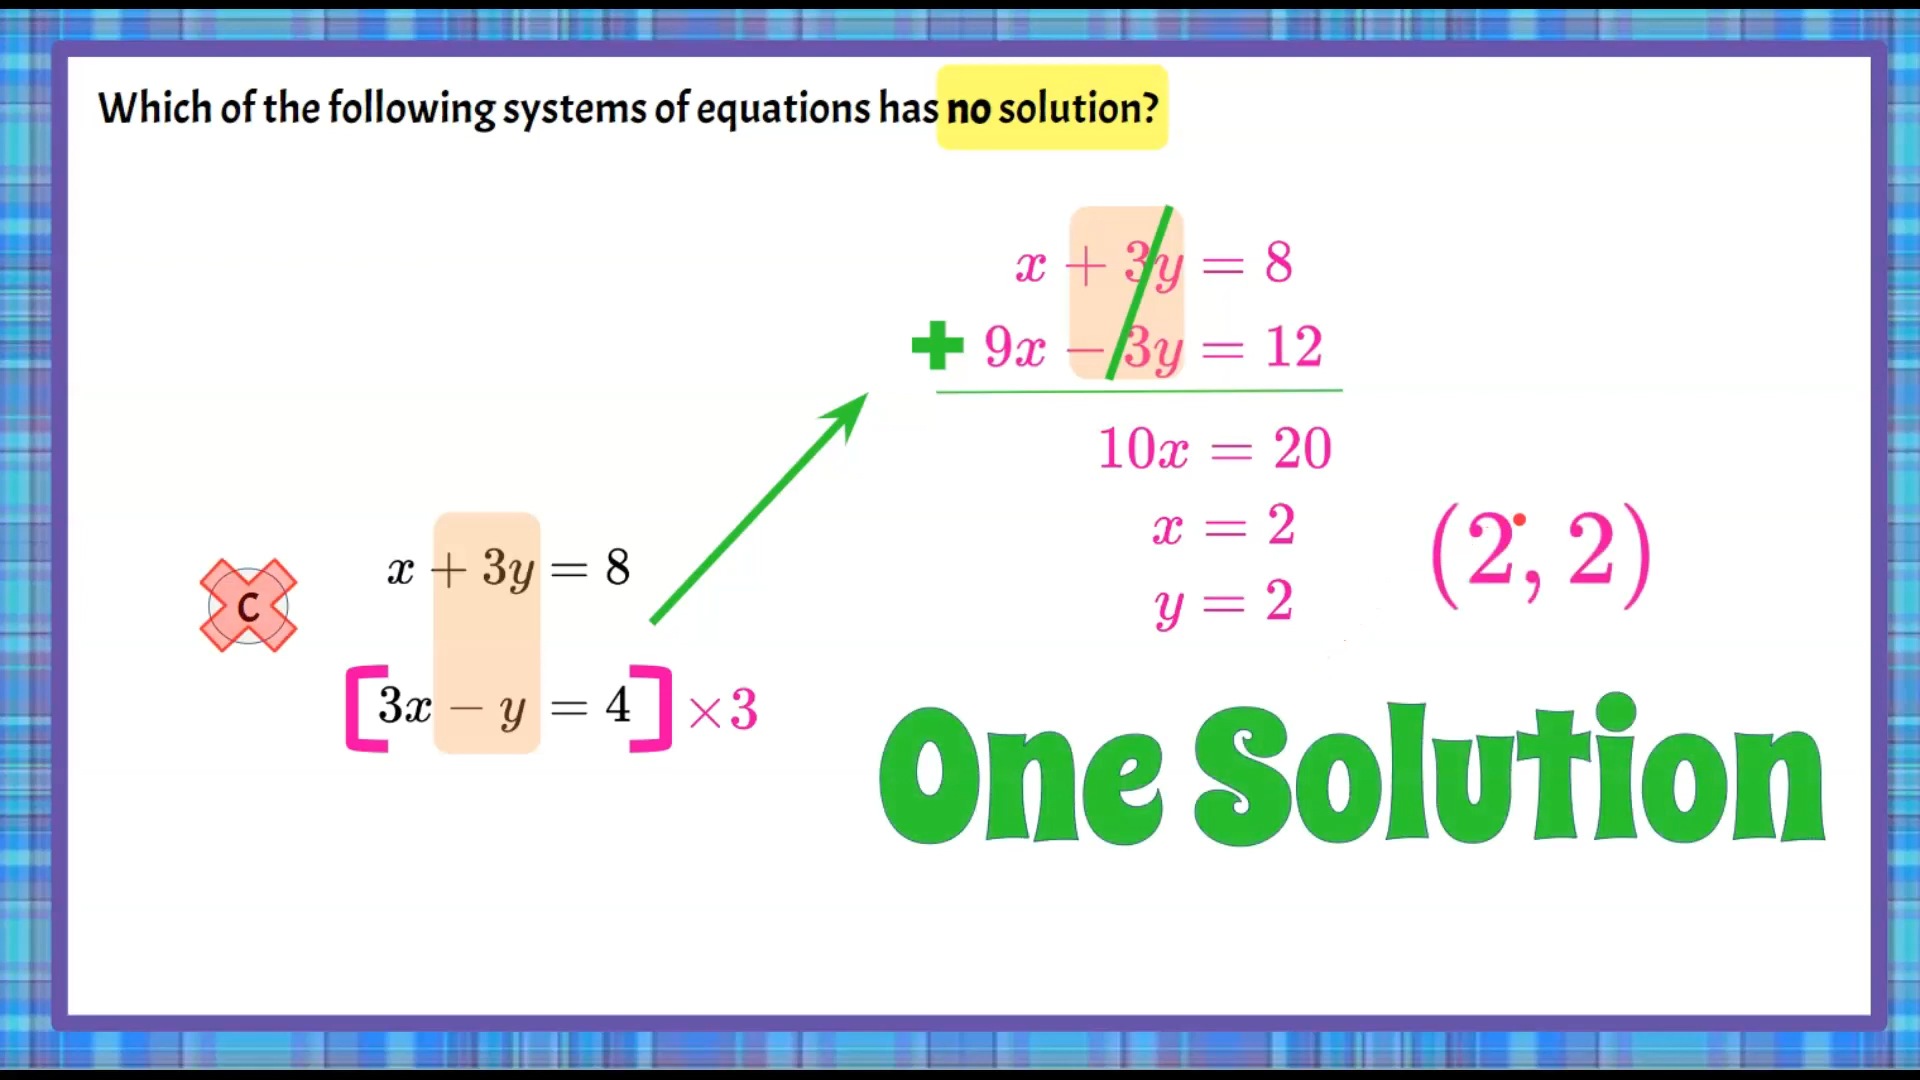 Which of the following systems of equations has no solution?
x + 3y = 8
+ 9x − 3y = 12
10x = 20
x = 2
y = 2
(2, 2)
C
x + 3y = 8
[3x − y = 4] ×3
One Solution